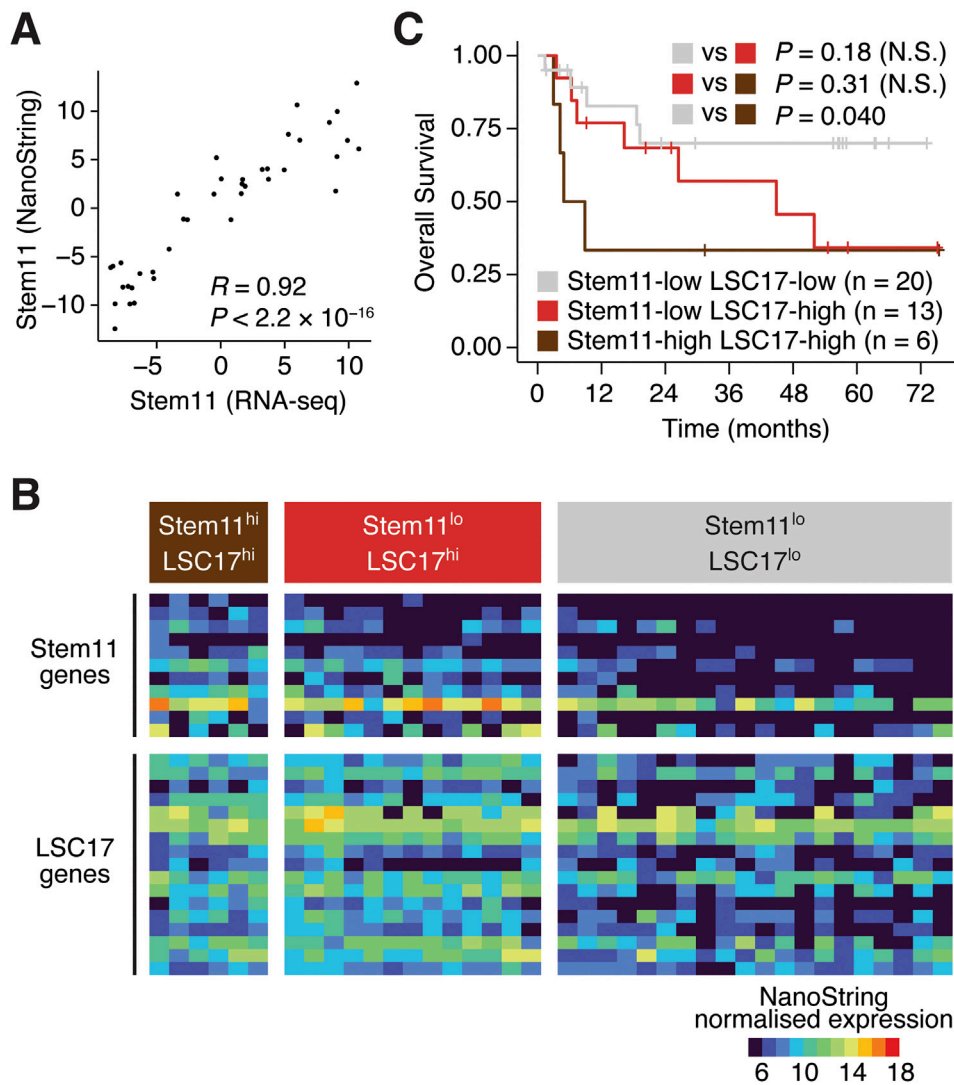 A
Stem11 (NanoString)
10
5
0
−5
−10
R = 0.92
P < 2.2 × 10⁻¹⁶
−5 0 5 10
Stem11 (RNA-seq)
C
Overall Survival
1.00
0.75
0.50
0.25
0.00
vs P = 0.18 (N.S.)
vs P = 0.31 (N.S.)
vs P = 0.040
Stem11-low LSC17-low (n = 20)
Stem11-low LSC17-high (n = 13)
Stem11-high LSC17-high (n = 6)
0 12 24 36 48 60 72
Time (months)
B
Stem11ʰⁱ
LSC17ʰⁱ
Stem11ˡᵒ
LSC17ʰⁱ
Stem11ˡᵒ
LSC17ˡᵒ
Stem11
genes
LSC17
genes
NanoString
normalised expression
6 10 14 18